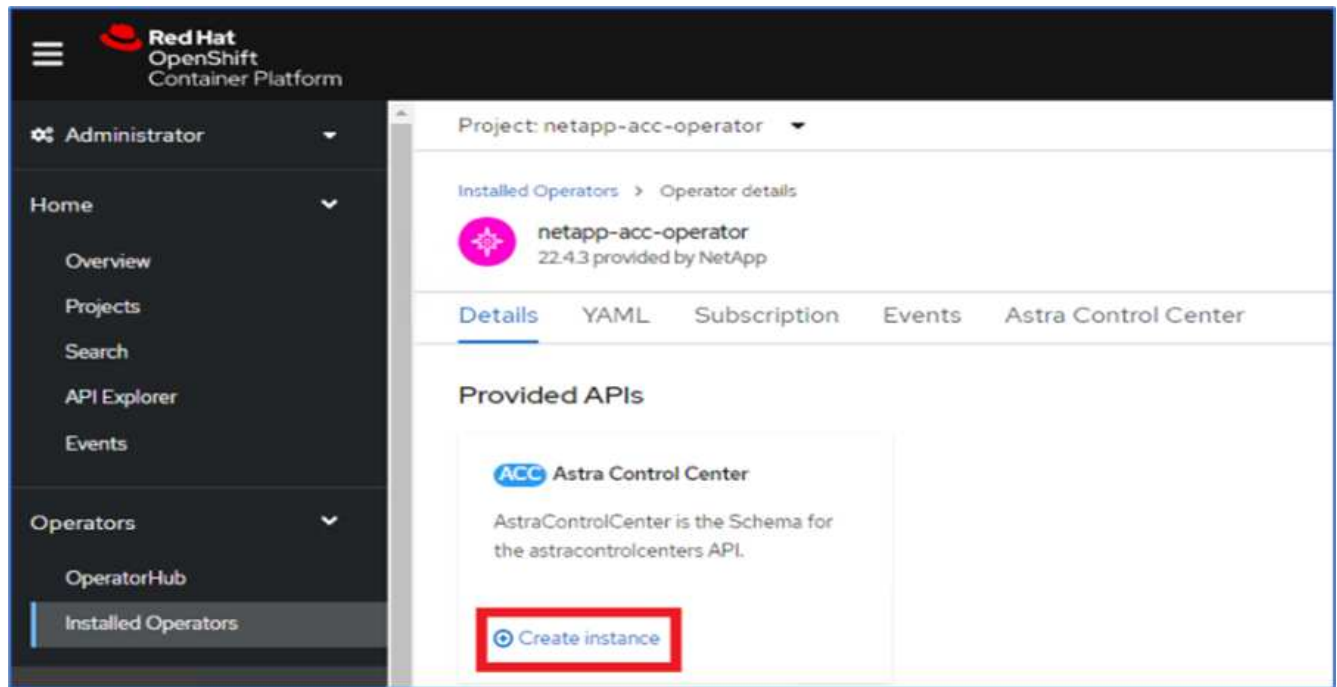 Red Hat
OpenShift
Container Platform
Administrator
Home
Overview
Projects
Search
API Explorer
Events
Operators
OperatorHub
Installed Operators
Project: netapp-acc-operator
Installed Operators > Operator details
netapp-acc-operator
22.4.3 provided by NetApp
Details YAML Subscription Events Astra Control Center
Provided APIs
ACC Astra Control Center
AstraControlCenter is the Schema for
the astracontrolcenters API.
Create instance